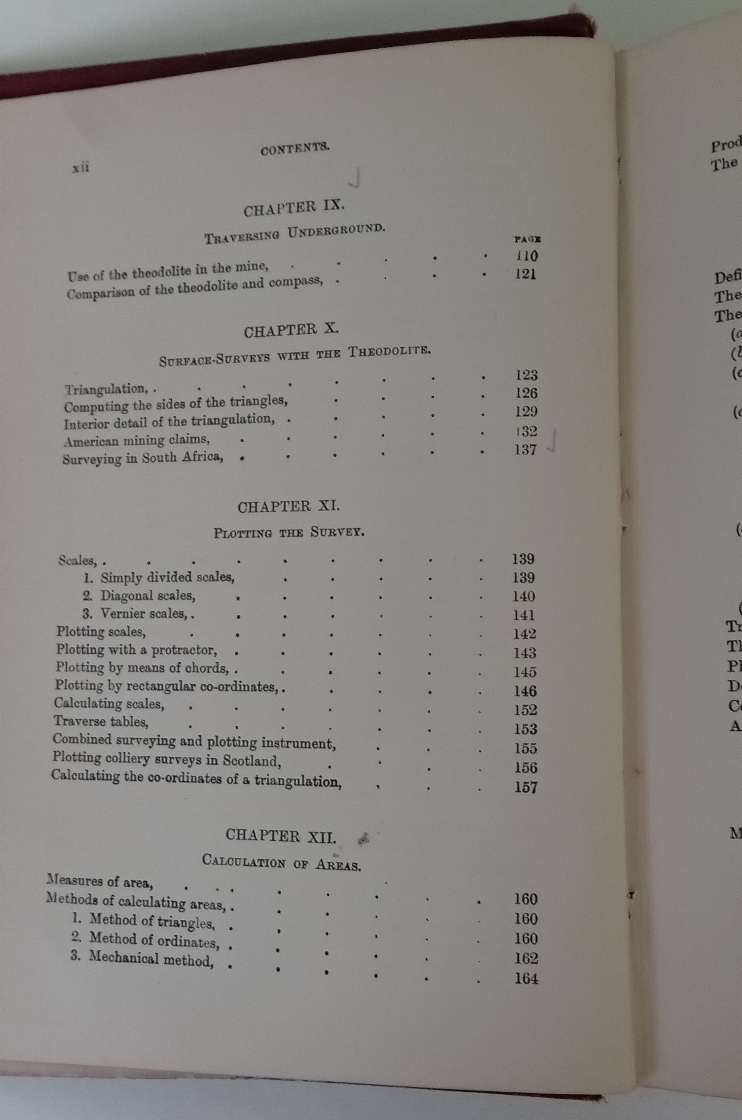 CONTENTS.
xii
CHAPTER IX.
TRAVERSING UNDERGROUND.
PAGE
Use of the theodolite in the mine, . . . . . 110
Comparison of the theodolite and compass, . . . . 121
CHAPTER X.
SURFACE-SURVEYS WITH THE THEODOLITE.
Triangulation, . . . . . . . . 123
Computing the sides of the triangles, . . . . 126
Interior detail of the triangulation, . . . . . 129
American mining claims, . . . . . . 132
Surveying in South Africa, . . . . . . 137
CHAPTER XI.
PLOTTING THE SURVEY.
Scales, . . . . . . . . . 139
1. Simply divided scales, . . . . . 139
2. Diagonal scales, . . . . . . 140
3. Vernier scales, . . . . . . . 141
Plotting scales, . . . . . . . 142
Plotting with a protractor, . . . . . . 143
Plotting by means of chords, . . . . . . 145
Plotting by rectangular co-ordinates, . . . . . 146
Calculating scales, . . . . . . . 152
Traverse tables, . . . . . . . 153
Combined surveying and plotting instrument, . . . 155
Plotting colliery surveys in Scotland, . . . . 156
Calculating the co-ordinates of a triangulation, . . . 157
CHAPTER XII.
CALCULATION OF AREAS.
Measures of area, . . . . . . . . 160
Methods of calculating areas, . . . . . . 160
1. Method of triangles, . . . . . . 160
2. Method of ordinates, . . . . . . 162
3. Mechanical method, . . . . . . 164
The
The
The